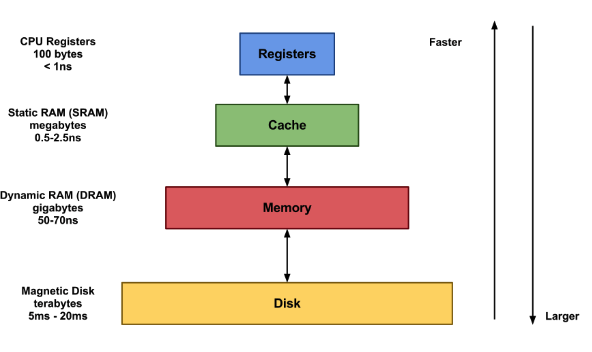 CPU Registers
100 bytes
< 1ns
Registers
Faster
Static RAM (SRAM)
megabytes
0.5-2.5ns
Cache
Dynamic RAM (DRAM)
gigabytes
50-70ns
Memory
Magnetic Disk
terabytes
5ms - 20ms
Disk
Larger